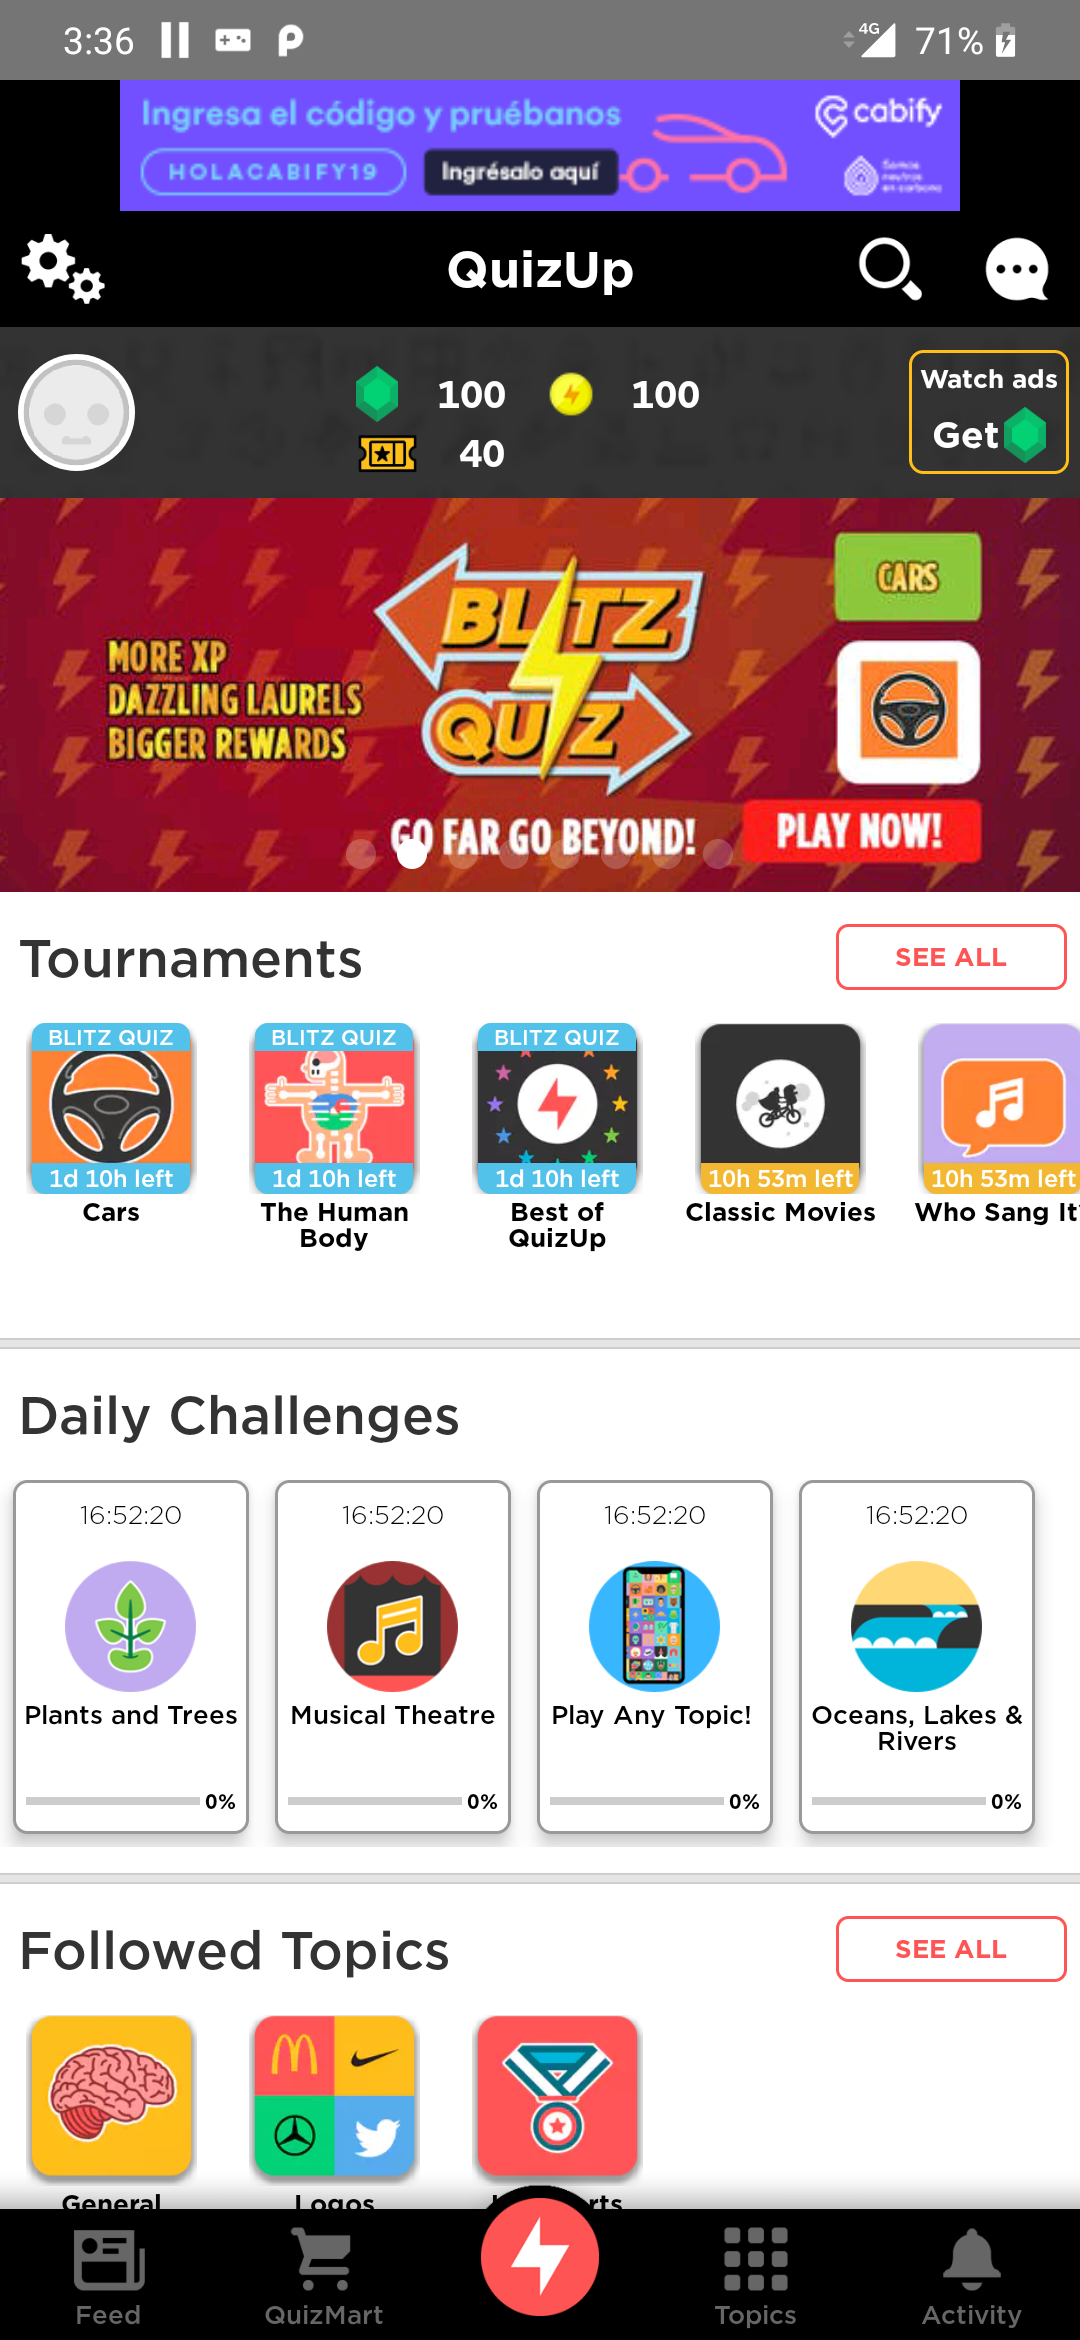 3:36
4G
71%
Ingresa el código y pruébanos
HOLACABIFY19
Ingrésalo aquí
cabify
Somos
neutros
en carbono
QuizUp
100
100
40
Watch ads
Get
MORE XP
DAZZLING LAURELS
BIGGER REWARDS
BLITZ
QUIZ
GO FAR GO BEYOND!
CARS
PLAY NOW!
Tournaments
SEE ALL
BLITZ QUIZ
1d 10h left
Cars
BLITZ QUIZ
1d 10h left
The Human
Body
BLITZ QUIZ
1d 10h left
Best of
QuizUp
10h 53m left
Classic Movies
10h 53m left
Who Sang It
Daily Challenges
16:52:20
Plants and Trees
0%
16:52:20
Musical Theatre
0%
16:52:20
Play Any Topic!
0%
16:52:20
Oceans, Lakes &
Rivers
0%
Followed Topics
SEE ALL
General
Logos
Feed
QuizMart
Topics
Activity